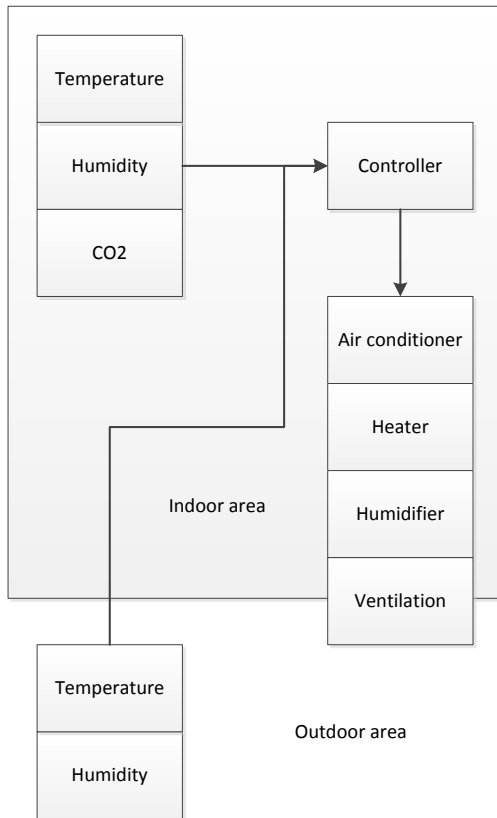 Temperature
Humidity
CO2
Controller
Air conditioner
Heater
Humidifier
Ventilation
Indoor area
Temperature
Humidity
Outdoor area